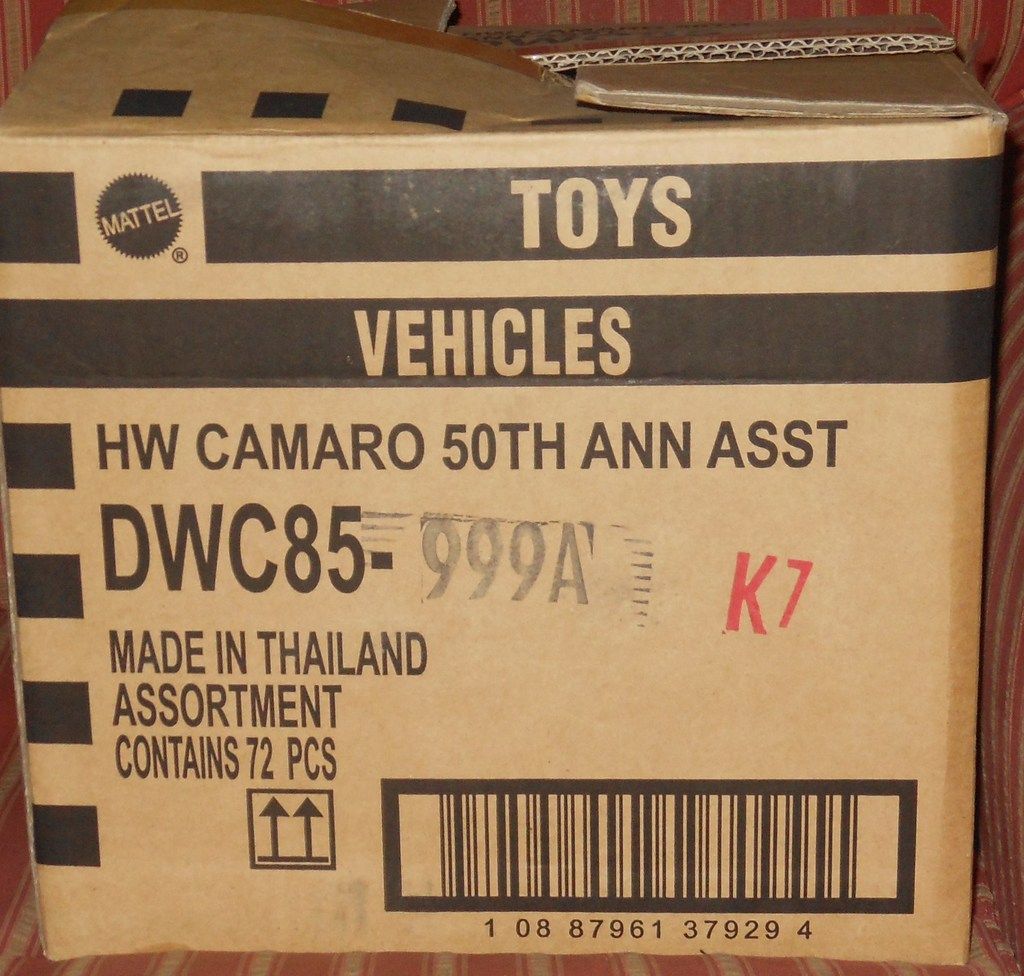 MATTEL
®
TOYS
VEHICLES
HW CAMARO 50TH ANN ASST
DWC85- 999A
K7
MADE IN THAILAND
ASSORTMENT
CONTAINS 72 PCS
1 08 87961 37929 4